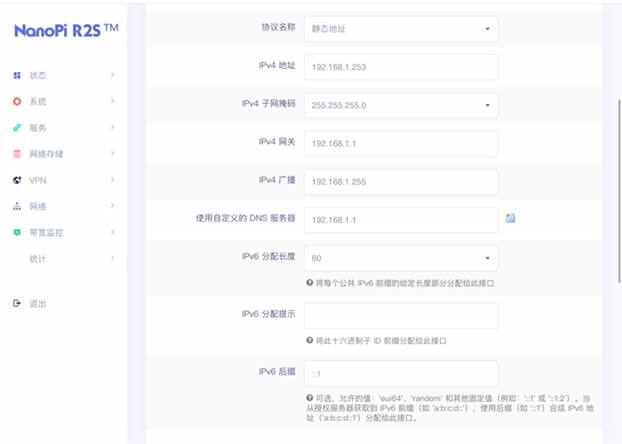 NanoPi R2S™
状态
系统
服务
网络存储
VPN
网络
带宽监控
统计
退出
协议名称
静态地址
IPv4 地址
192.168.1.253
IPv4 子网掩码
255.255.255.0
IPv4 网关
192.168.1.1
IPv4 广播
192.168.1.255
使用自定义的 DNS 服务器
192.168.1.1
IPv6 分配长度
60
将每个公共 IPv6 前缀的给定长度部分分配给此接口
IPv6 分配提示
将此十六进制子 ID 前缀分配给此接口
IPv6 后缀
::1
可选。允许的值：'eui64'、'random' 和其他固定值（例如：'::1' 或 '::1:2'）。当
从授权服务器获取到 IPv6 前缀（如 'a:b:c:d::'），使用后缀（如 '::1'）合成 IPv6 地
址（'a:b:c:d::1'）分配给此接口。